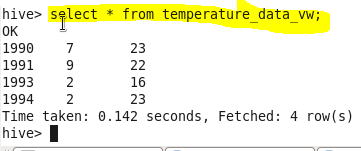 hive> select * from temperature_data_vw;
OK
1990 7 23
1991 9 22
1993 2 16
1994 2 23
Time taken: 0.142 seconds, Fetched: 4 row(s)
hive>